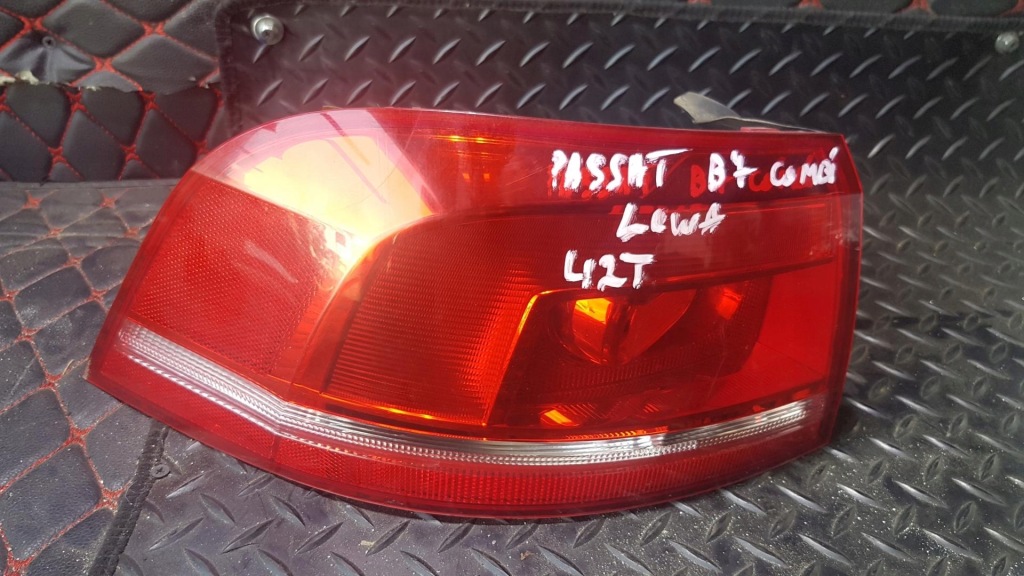 PASSAT B7 COMBi
LEWA
42T